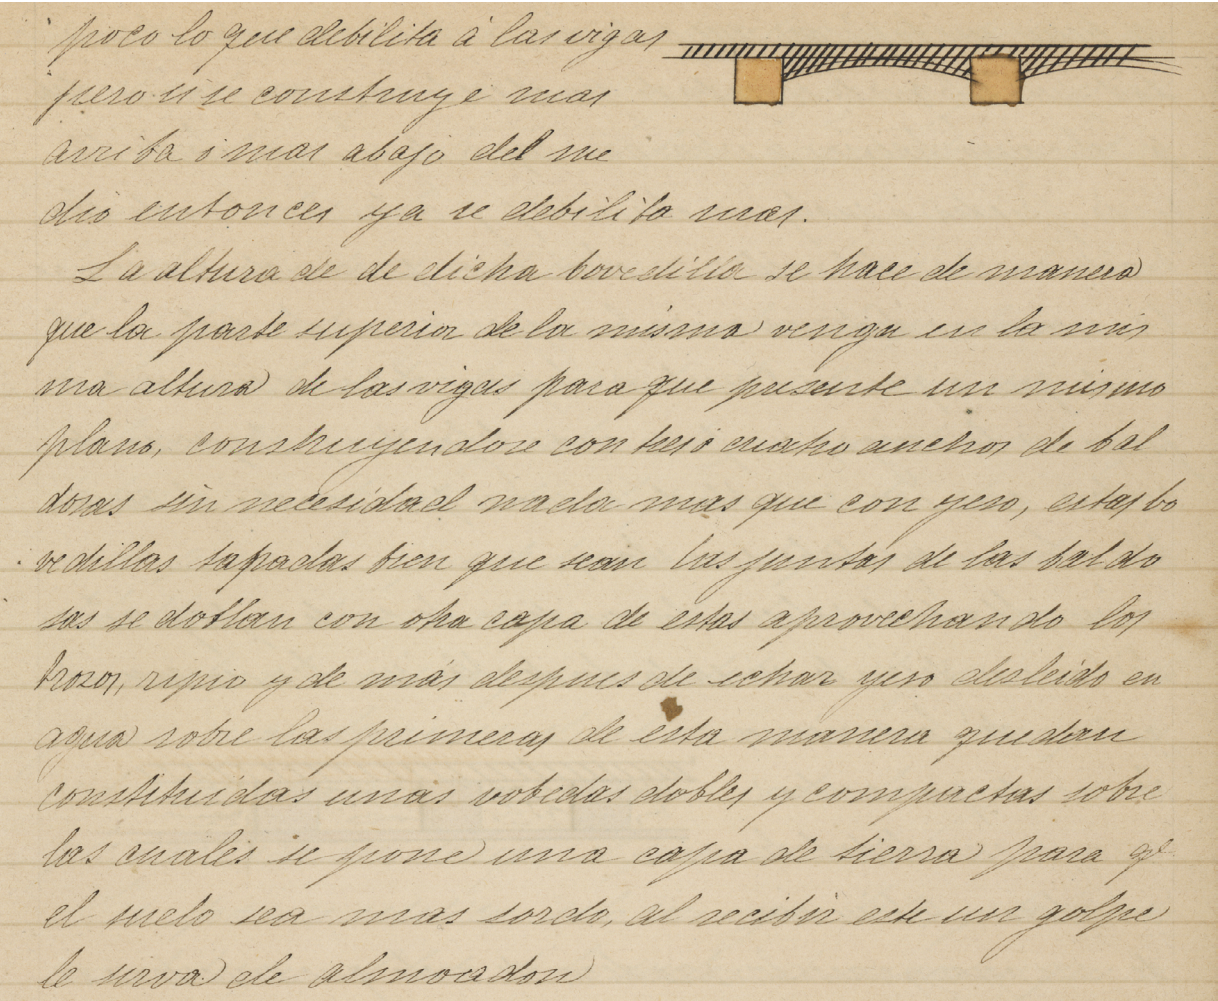 poco lo que debilita á las vigas
pero si se construye mas
arriba ó mas abajo del me
dio entonces ya se debilita mas.
La altura de de dicha bovedilla se hace de manera
que la parte superior de la misma venga en la mis
ma altura de las vigas para que presente un mismo
plano, construyendose con tres ó cuatro anchos de bal
dosas sin necesidad nada mas que con yeso, estas bo
vedillas tapadas bien que sean las juntas de las baldo
sas se doblan con otra capa de estas aprovechando los
trozos, ripio y de más despues de echar yeso desleido en
agua sobre las primeras de esta manera quedan
constituidas unas vobedas dobles y compactas sobre
las cuales se pone una capa de tierra para qe
el suelo sea mas sordo, al recibir este un golpe
le sirva de almoadon